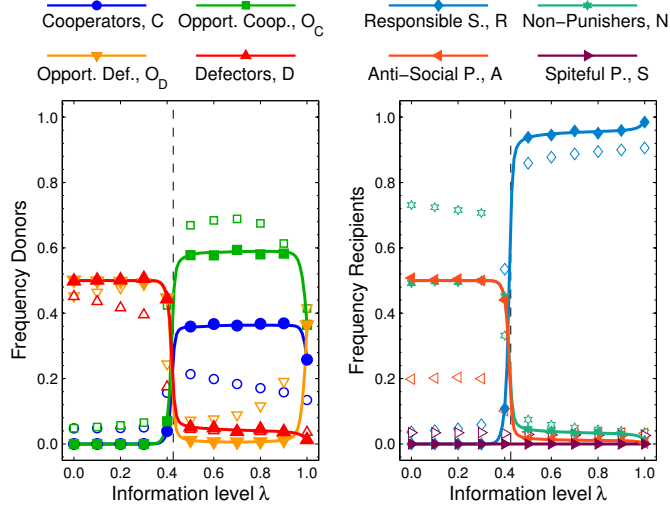 Cooperators, C
Opport. Coop., O_C
Responsible S., R
Non-Punishers, N
Opport. Def., O_D
Defectors, D
Anti-Social P., A
Spiteful P., S
Frequency Donors
1.0
0.8
0.6
0.4
0.2
0.0
0.0 0.2 0.4 0.6 0.8 1.0
Information level λ
Frequency Recipients
1.0
0.8
0.6
0.4
0.2
0.0
0.0 0.2 0.4 0.6 0.8 1.0
Information level λ